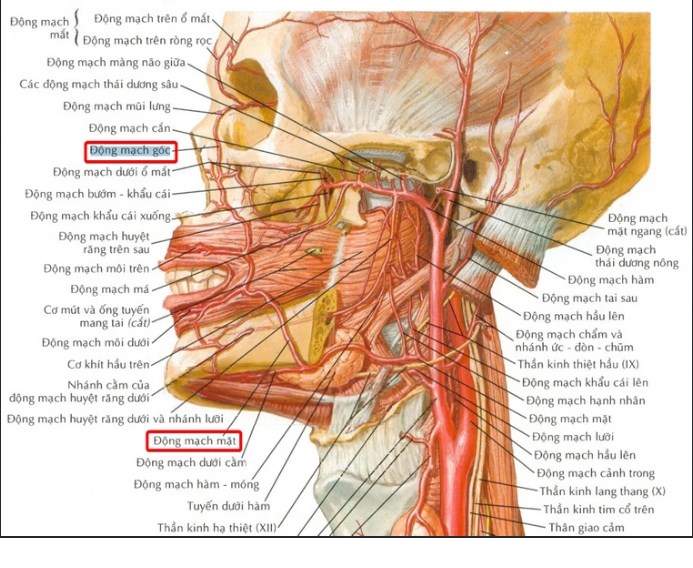 Động mạch
mắt
Động mạch trên ổ mắt
Động mạch trên ròng rọc
Động mạch màng não giữa
Các động mạch thái dương sâu
Động mạch mũi lưng
Động mạch cắn
Động mạch góc
Động mạch dưới ổ mắt
Động mạch bướm - khẩu cái
Động mạch khẩu cái xuống
Động mạch huyệt
răng trên sau
Động mạch môi trên
Động mạch má
Cơ mút và ống tuyến
mang tai (cắt)
Động mạch môi dưới
Cơ khít hầu trên
Nhánh cằm của
động mạch huyệt răng dưới
Động mạch huyệt răng dưới và nhánh lưỡi
Động mạch mặt
Động mạch dưới cằm
Động mạch hàm - móng
Tuyến dưới hàm
Thần kinh hạ thiệt (XII)
Động mạch
mặt ngang (cắt)
Động mạch
thái dương nông
Động mạch hàm
Động mạch tai sau
Động mạch hầu lên
Động mạch chẩm và
nhánh ức - đòn - chũm
Thần kinh thiệt hầu (IX)
Động mạch khẩu cái lên
Động mạch hạnh nhân
Động mạch mặt
Động mạch lưỡi
Động mạch hầu lên
Động mạch cảnh trong
Thần kinh lang thang (X)
Thần kinh tim cổ trên
Thân giao cảm